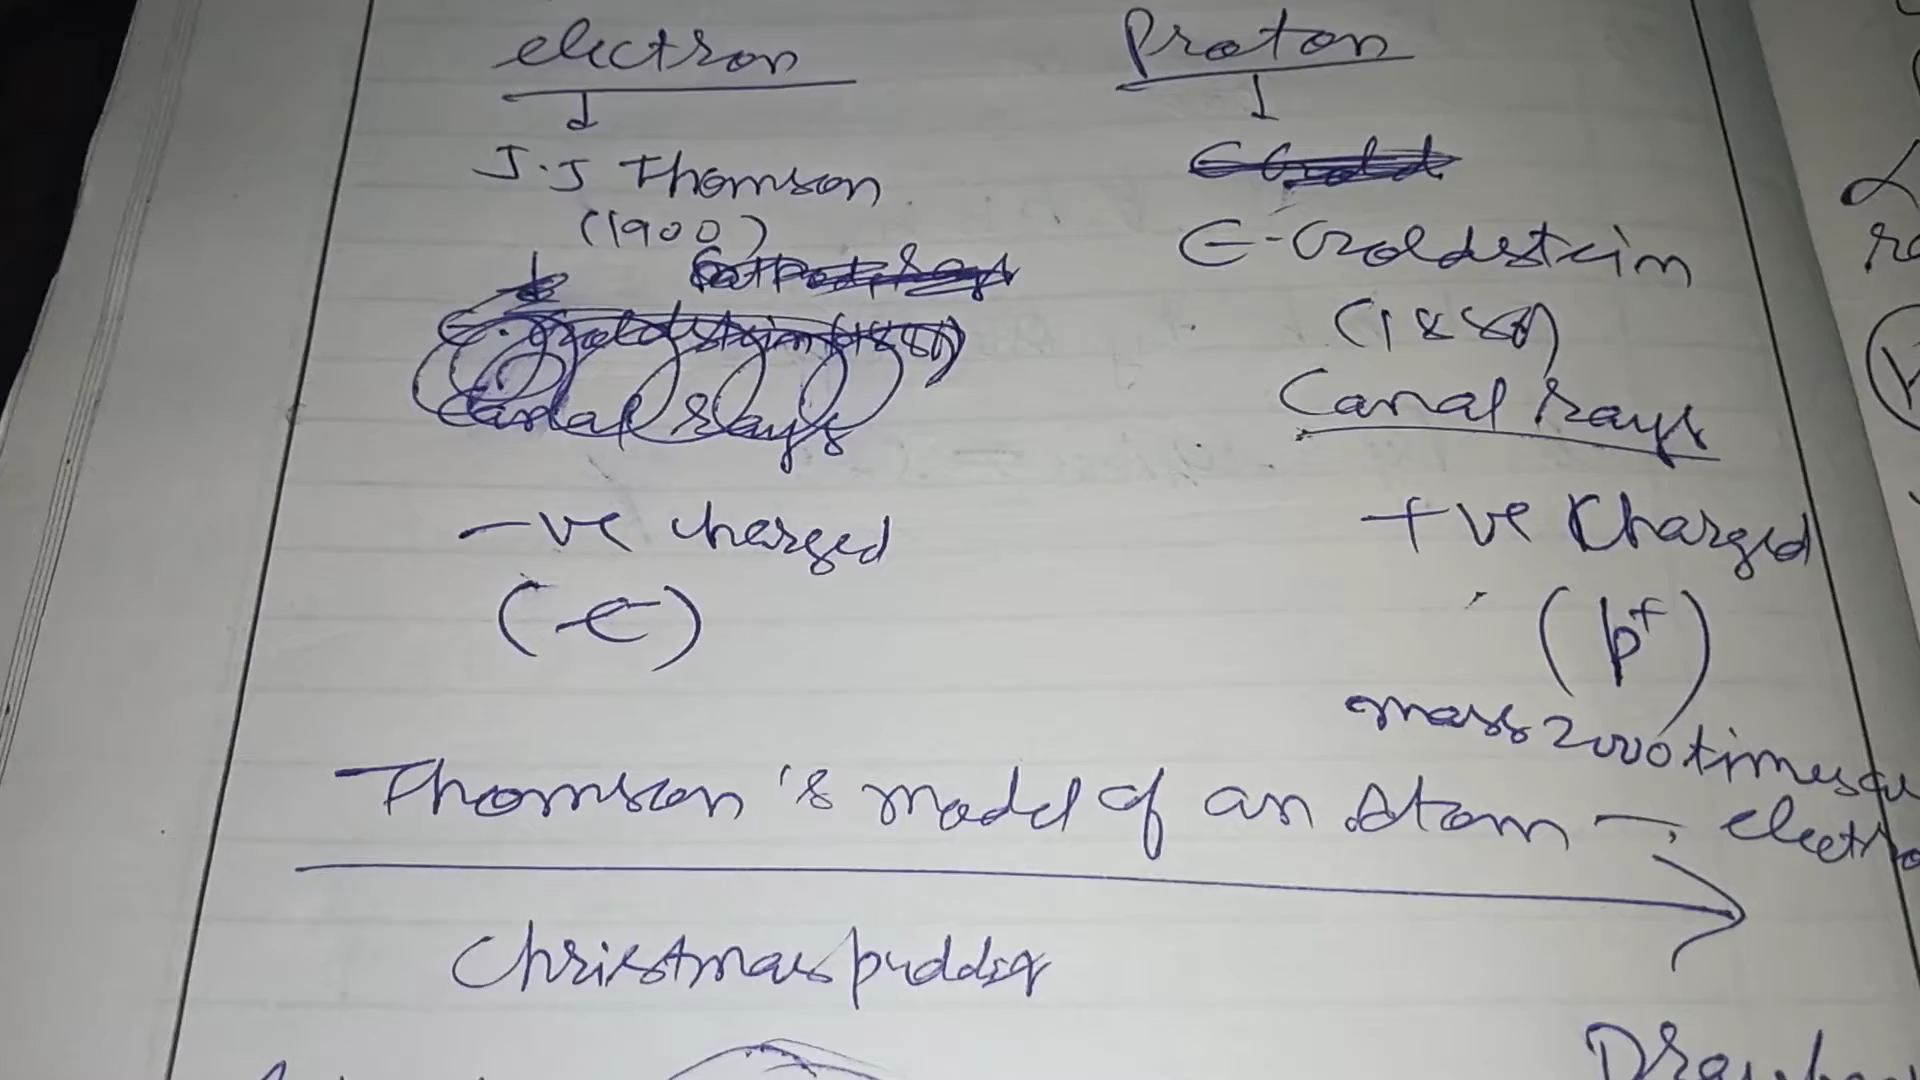 electron
J.J Thomson
(1900)
-ve charged
(-e)
Proton
E-Goldstein
(1886)
Canal rays
+ve Charged
(p+)
mass 2000 times
electro
Thomson's model of an Atom →
Christmas pudding